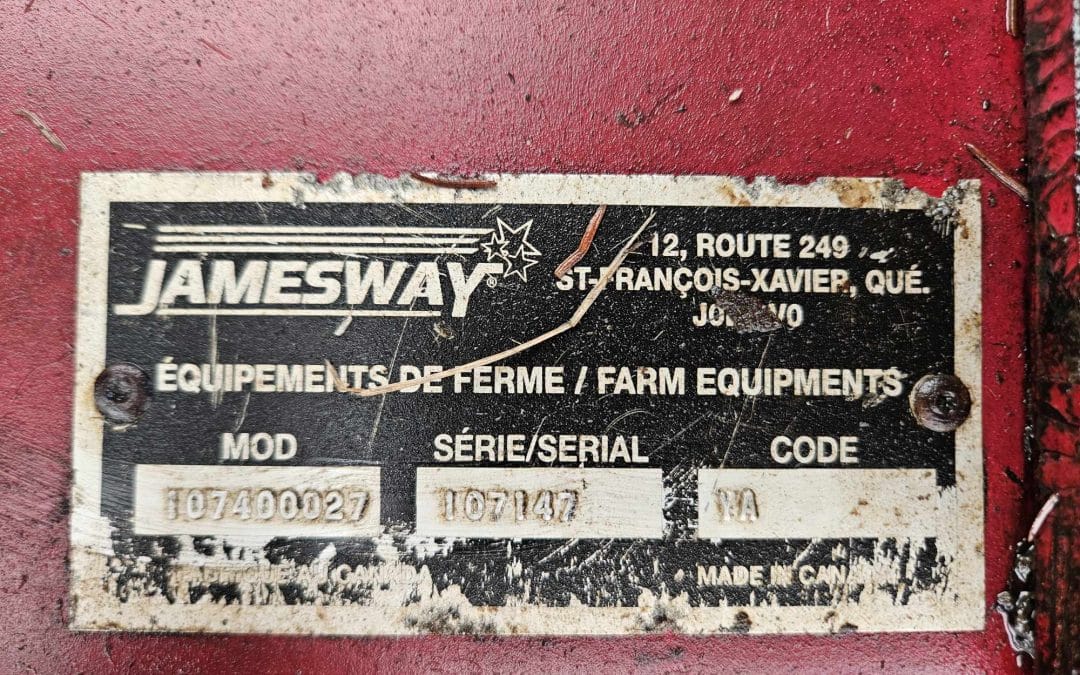 JAMESWAY®
12, ROUTE 249
ST-FRANÇOIS-XAVIER, QUÉ.
ÉQUIPEMENTS DE FERME / FARM EQUIPMENTS
MOD SÉRIE/SERIAL CODE
107400027 107147 YA
MADE IN